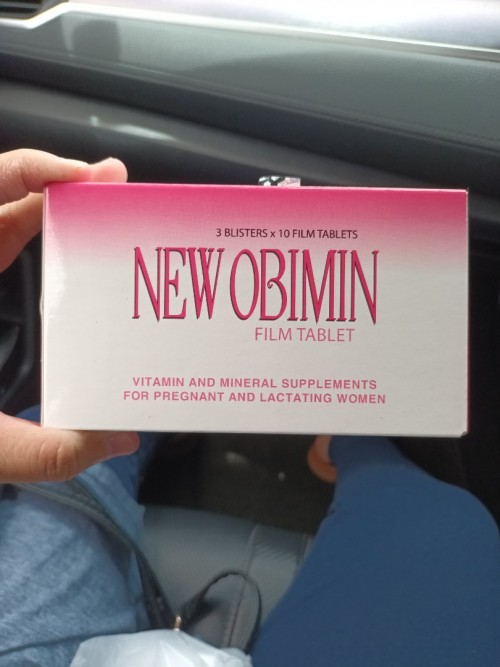 3 BLISTERS x 10 FILM TABLETS
NEW OBIMIN
FILM TABLET
VITAMIN AND MINERAL SUPPLEMENTS
FOR PREGNANT AND LACTATING WOMEN